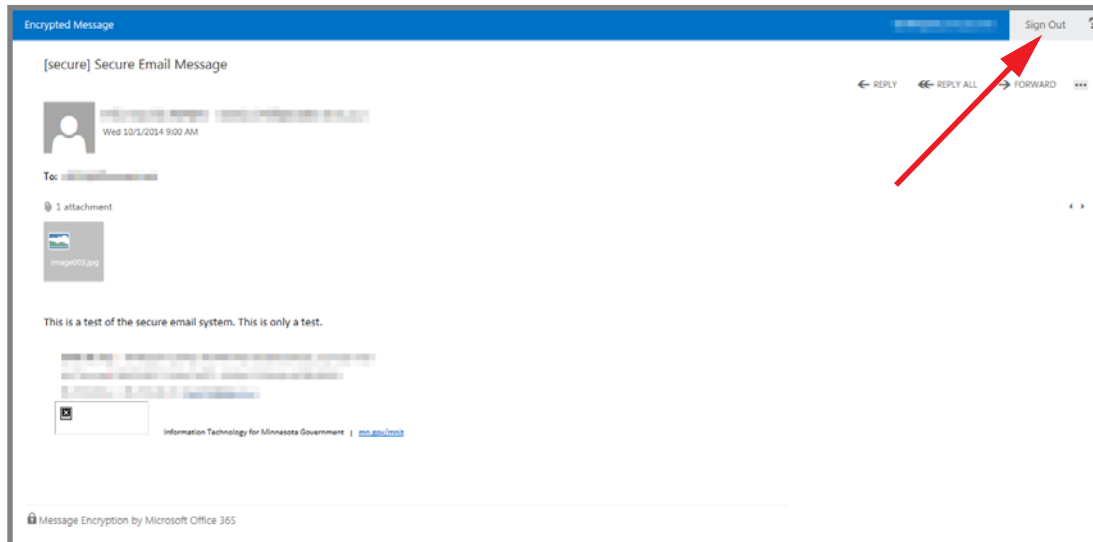 Encrypted Message
Sign Out ?
[secure] Secure Email Message
REPLY REPLY ALL FORWARD ...
Wed 10/1/2014 9:00 AM
To:
1 attachment
image003.jpg
This is a test of the secure email system. This is only a test.
Information Technology for Minnesota Government | mn.gov/mnit
Message Encryption by Microsoft Office 365